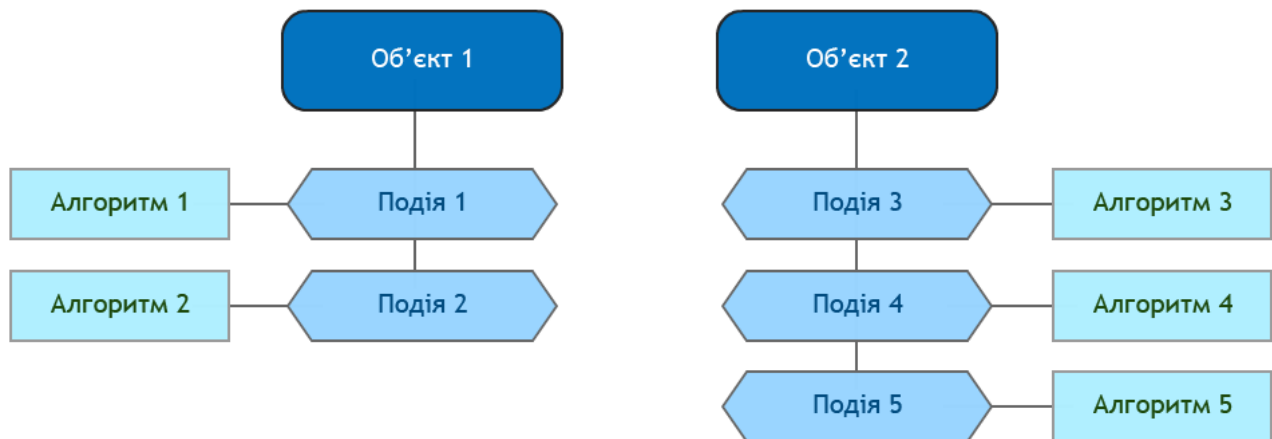 Об’єкт 1
Об’єкт 2
Алгоритм 1
Подія 1
Подія 3
Алгоритм 3
Алгоритм 2
Подія 2
Подія 4
Алгоритм 4
Подія 5
Алгоритм 5